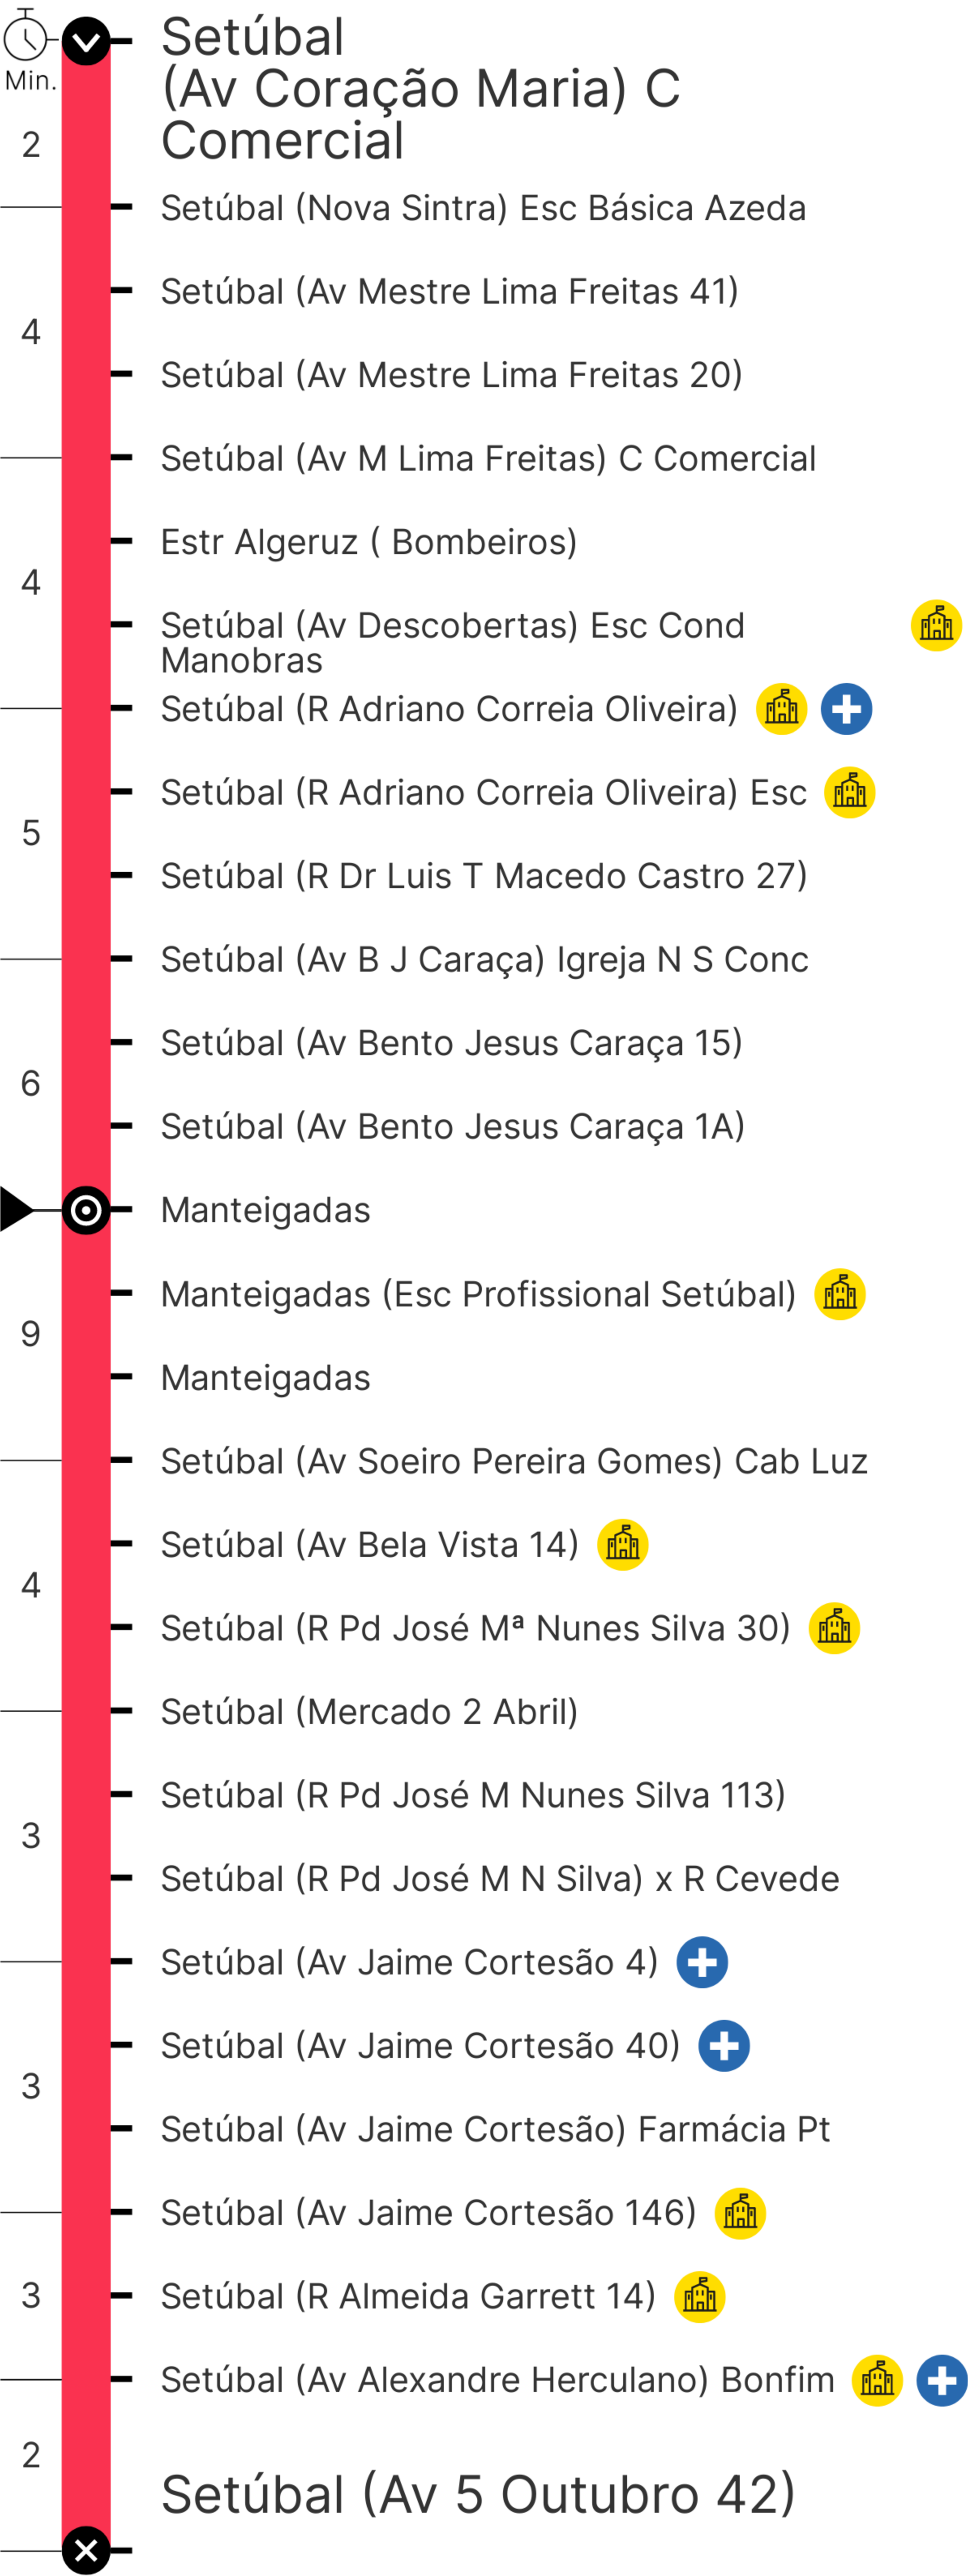 Setúbal
(Av Coração Maria) C
Comercial
Min.
2
Setúbal (Nova Sintra) Esc Básica Azeda
Setúbal (Av Mestre Lima Freitas 41)
4
Setúbal (Av Mestre Lima Freitas 20)
Setúbal (Av M Lima Freitas) C Comercial
Estr Algeruz ( Bombeiros)
4
Setúbal (Av Descobertas) Esc Cond
Manobras
Setúbal (R Adriano Correia Oliveira)
Setúbal (R Adriano Correia Oliveira) Esc
5
Setúbal (R Dr Luis T Macedo Castro 27)
Setúbal (Av B J Caraça) Igreja N S Conc
Setúbal (Av Bento Jesus Caraça 15)
6
Setúbal (Av Bento Jesus Caraça 1A)
Manteigadas
Manteigadas (Esc Profissional Setúbal)
9
Manteigadas
Setúbal (Av Soeiro Pereira Gomes) Cab Luz
Setúbal (Av Bela Vista 14)
4
Setúbal (R Pd José Mª Nunes Silva 30)
Setúbal (Mercado 2 Abril)
Setúbal (R Pd José M Nunes Silva 113)
3
Setúbal (R Pd José M N Silva) x R Cevede
Setúbal (Av Jaime Cortesão 4)
Setúbal (Av Jaime Cortesão 40)
3
Setúbal (Av Jaime Cortesão) Farmácia Pt
Setúbal (Av Jaime Cortesão 146)
3
Setúbal (R Almeida Garrett 14)
Setúbal (Av Alexandre Herculano) Bonfim
2
Setúbal (Av 5 Outubro 42)